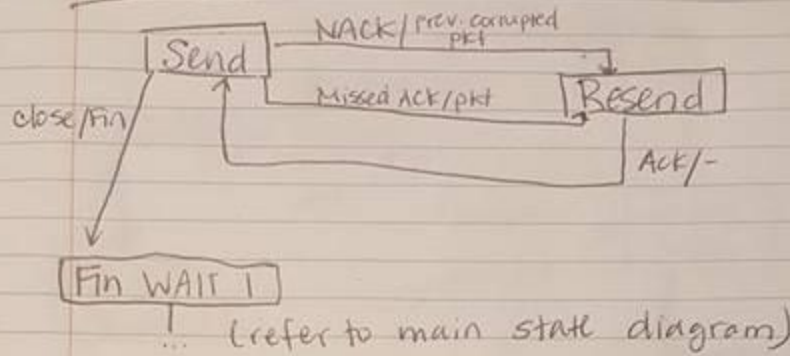 NACK/prev. corrupted
pkt
Send
Missed ACK/pkt
Resend
close/Fin
Ack/-
Fin WAIT 1
... (refer to main state diagram)